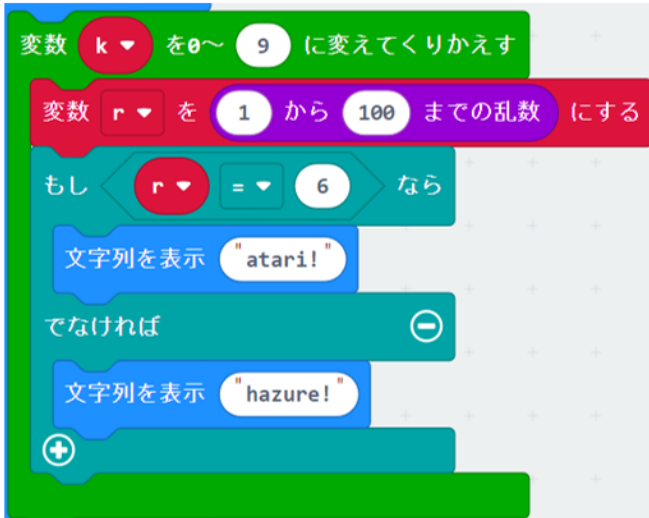 変数 k を0〜 9 に変えてくりかえす
変数 r を 1 から 100 までの乱数 にする
もし r = 6 なら
文字列を表示 "atari!"
でなければ
文字列を表示 "hazure!"